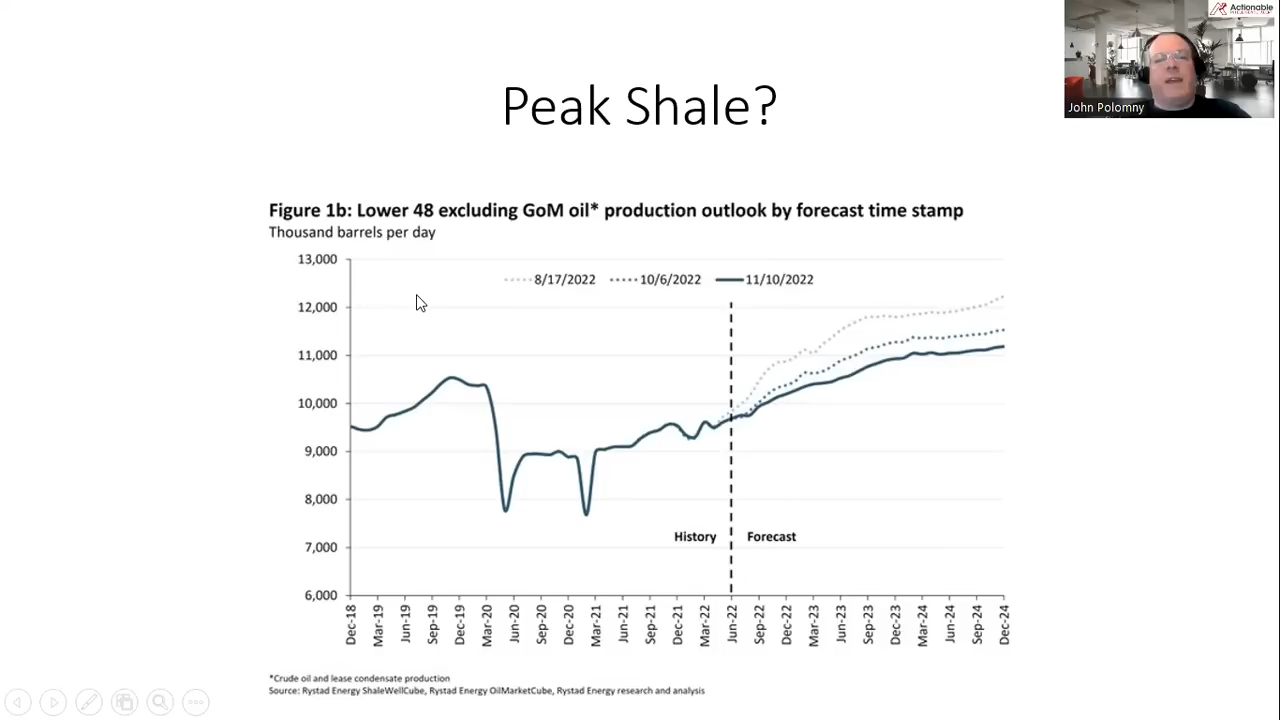 Actionable
John Polomny
Peak Shale?
Figure 1b: Lower 48 excluding GoM oil* production outlook by forecast time stamp
Thousand barrels per day
8/17/2022 10/6/2022 11/10/2022
13,000
12,000
11,000
10,000
9,000
8,000
7,000
6,000
History Forecast
Dec-18 Mar-19 Jun-19 Sep-19 Dec-19 Mar-20 Jun-20 Sep-20 Dec-20 Mar-21 Jun-21 Sep-21 Dec-21 Mar-22 Jun-22 Sep-22 Dec-22 Mar-23 Jun-23 Sep-23 Dec-23 Mar-24 Jun-24 Sep-24 Dec-24
*Crude oil and lease condensate production
Source: Rystad Energy ShaleWellCube, Rystad Energy OilMarketCube, Rystad Energy research and analysis